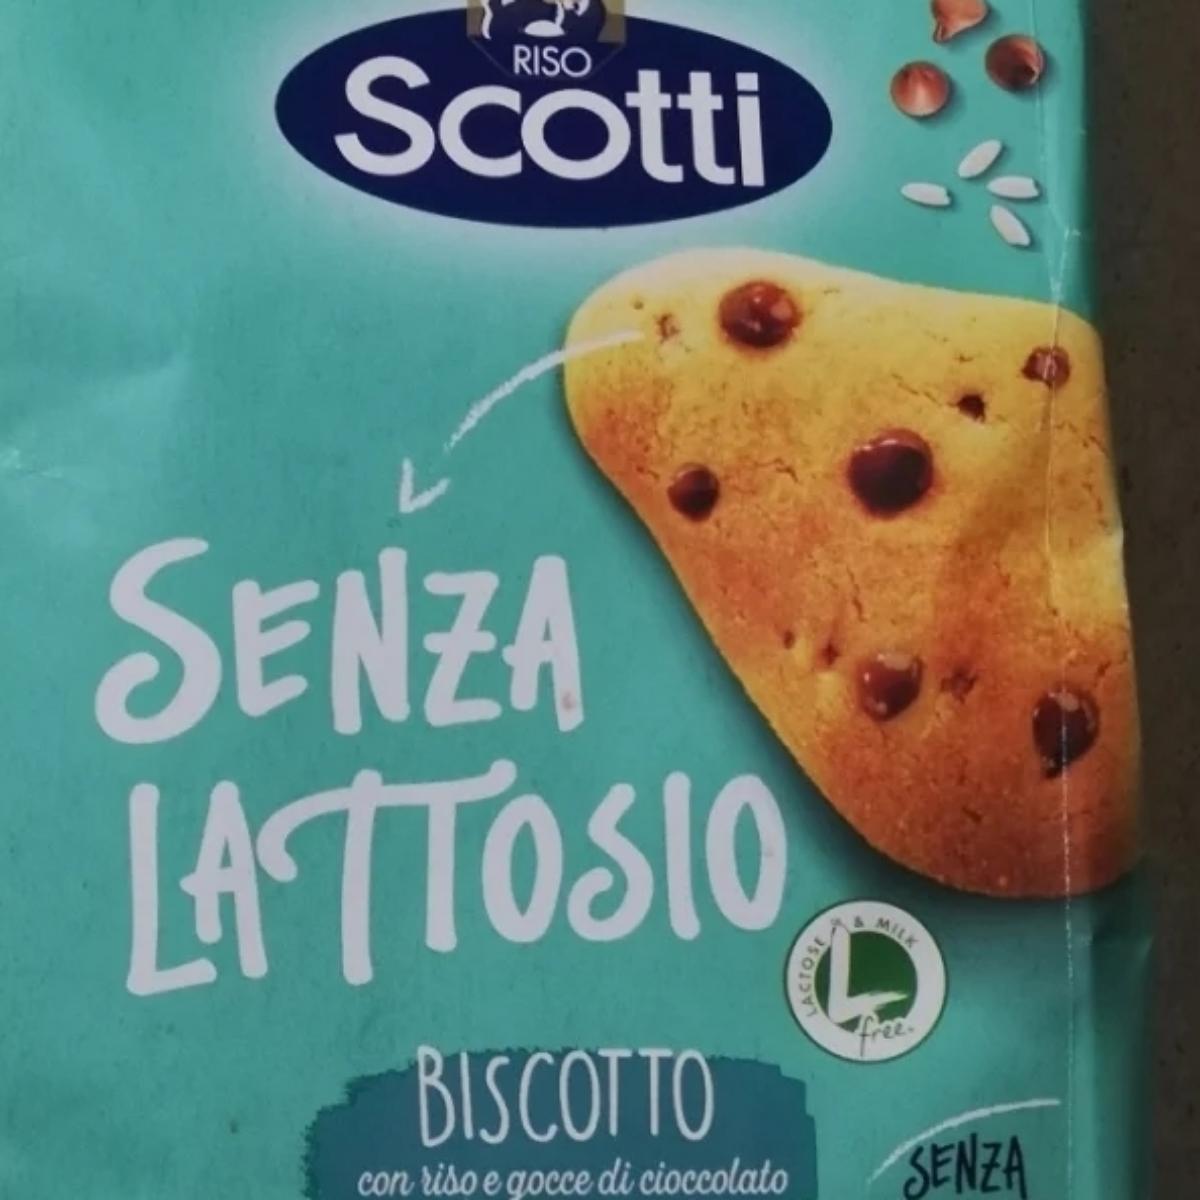 RISO
Scotti
SENZA
LATTOSIO
LACTOSE & MILK
free.
BISCOTTO
con riso e gocce di cioccolato
SENZA